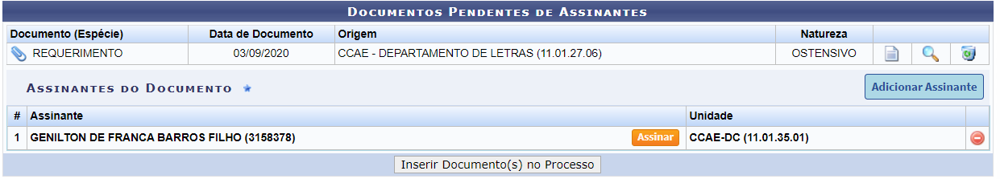 Documentos Pendentes de Assinantes
Documento (Espécie) Data de Documento Origem Natureza
REQUERIMENTO 03/09/2020 CCAE - DEPARTAMENTO DE LETRAS (11.01.27.06) OSTENSIVO
Assinantes do Documento Adicionar Assinante
# Assinante Unidade
1 GENILTON DE FRANCA BARROS FILHO (3158378) Assinar CCAE-DC (11.01.35.01)
Inserir Documento(s) no Processo